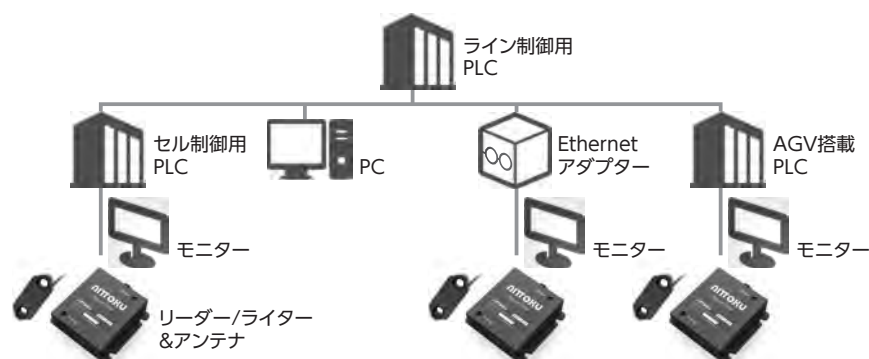 ライン制御用
PLC
セル制御用
PLC
PC
Ethernet
アダプター
AGV搭載
PLC
モニター
モニター
モニター
NITTOKU
NITTOKU
NITTOKU
リーダー/ライター
&アンテナ